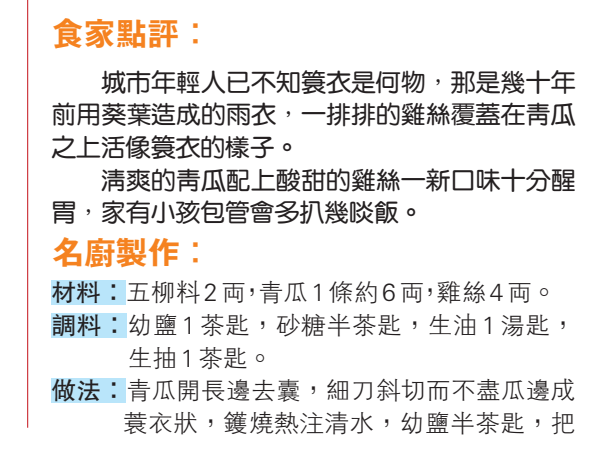 食家點評：
城市年輕人已不知簑衣是何物，那是幾十年
前用葵葉造成的雨衣，一排排的雞絲覆蓋在青瓜
之上活像簑衣的樣子。
清爽的青瓜配上酸甜的雞絲一新口味十分醒
胃，家有小孩包管會多扒幾啖飯。
名廚製作：
材料：五柳料2両，青瓜1條約6両，雞絲4両。
調料：幼鹽1茶匙，砂糖半茶匙，生油1湯匙，
生抽1茶匙。
做法：青瓜開長邊去囊，細刀斜切而不盡瓜邊成
蓑衣狀，鑊燒熱注清水，幼鹽半茶匙，把